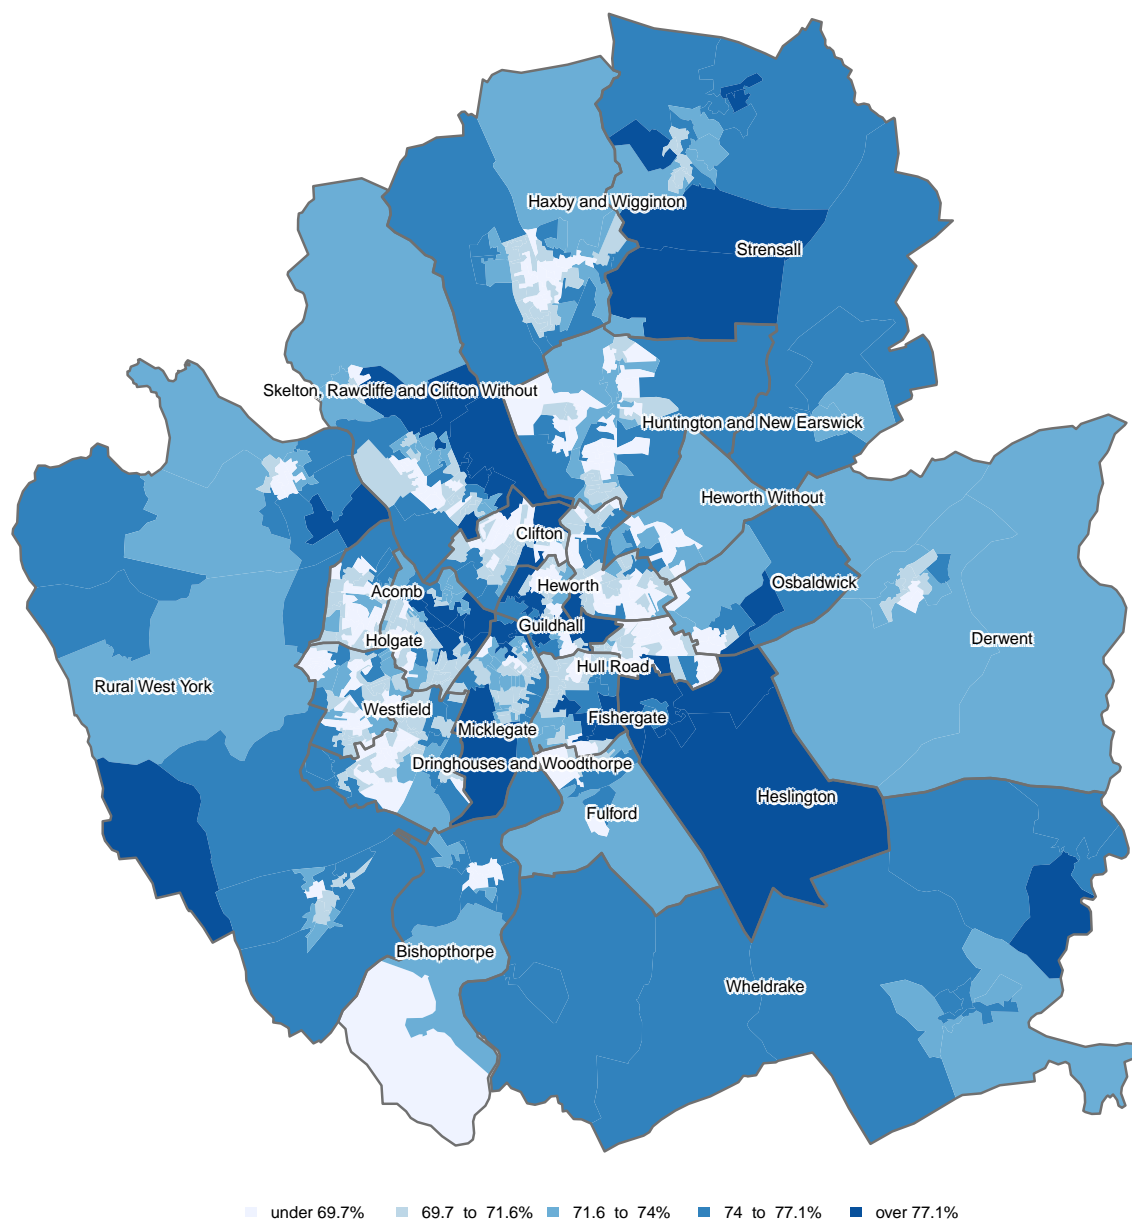 Haxby and Wigginton
Strensall
Skelton, Rawcliffe and Clifton Without
Huntington and New Earswick
Heworth Without
Clifton
Osbaldwick
Heworth
Acomb
Guildhall
Derwent
Holgate
Hull Road
Rural West York
Westfield
Fishergate
Micklegate
Dringhouses and Woodthorpe
Heslington
Fulford
Bishopthorpe
Wheldrake
under 69.7% 69.7 to 71.6% 71.6 to 74% 74 to 77.1% over 77.1%